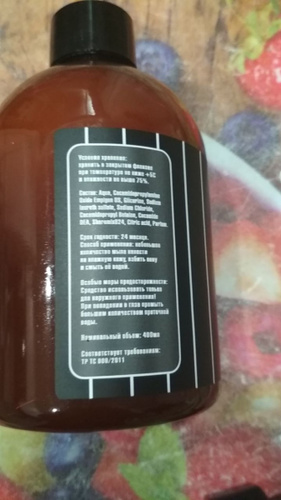 Условия хранения:
хранить в закрытом флаконе
при температуре не ниже +5С
и влажности не выше 75%.
Состав: Aqua, Cocamidopropylamine
Oxide Empigen OS, Glicerine, Sodium
laureth sulfate, Sodium Chloride,
Cocamidopropyl Betaine, Cocamide
DEA, citric acid, Parfum.
Срок годности: 24 месяца.
Способ применения: небольшое
количество мыла нанести
на влажную кожу, взбить пену
и смыть её водой.
Особые меры предосторожности:
Средство использовать только
для наружного применения!
При попадании в глаза промыть
большим количеством проточной
воды.
Номинальный объем: 400мл
Соответствует требованиям:
ТР ТС 009/2011